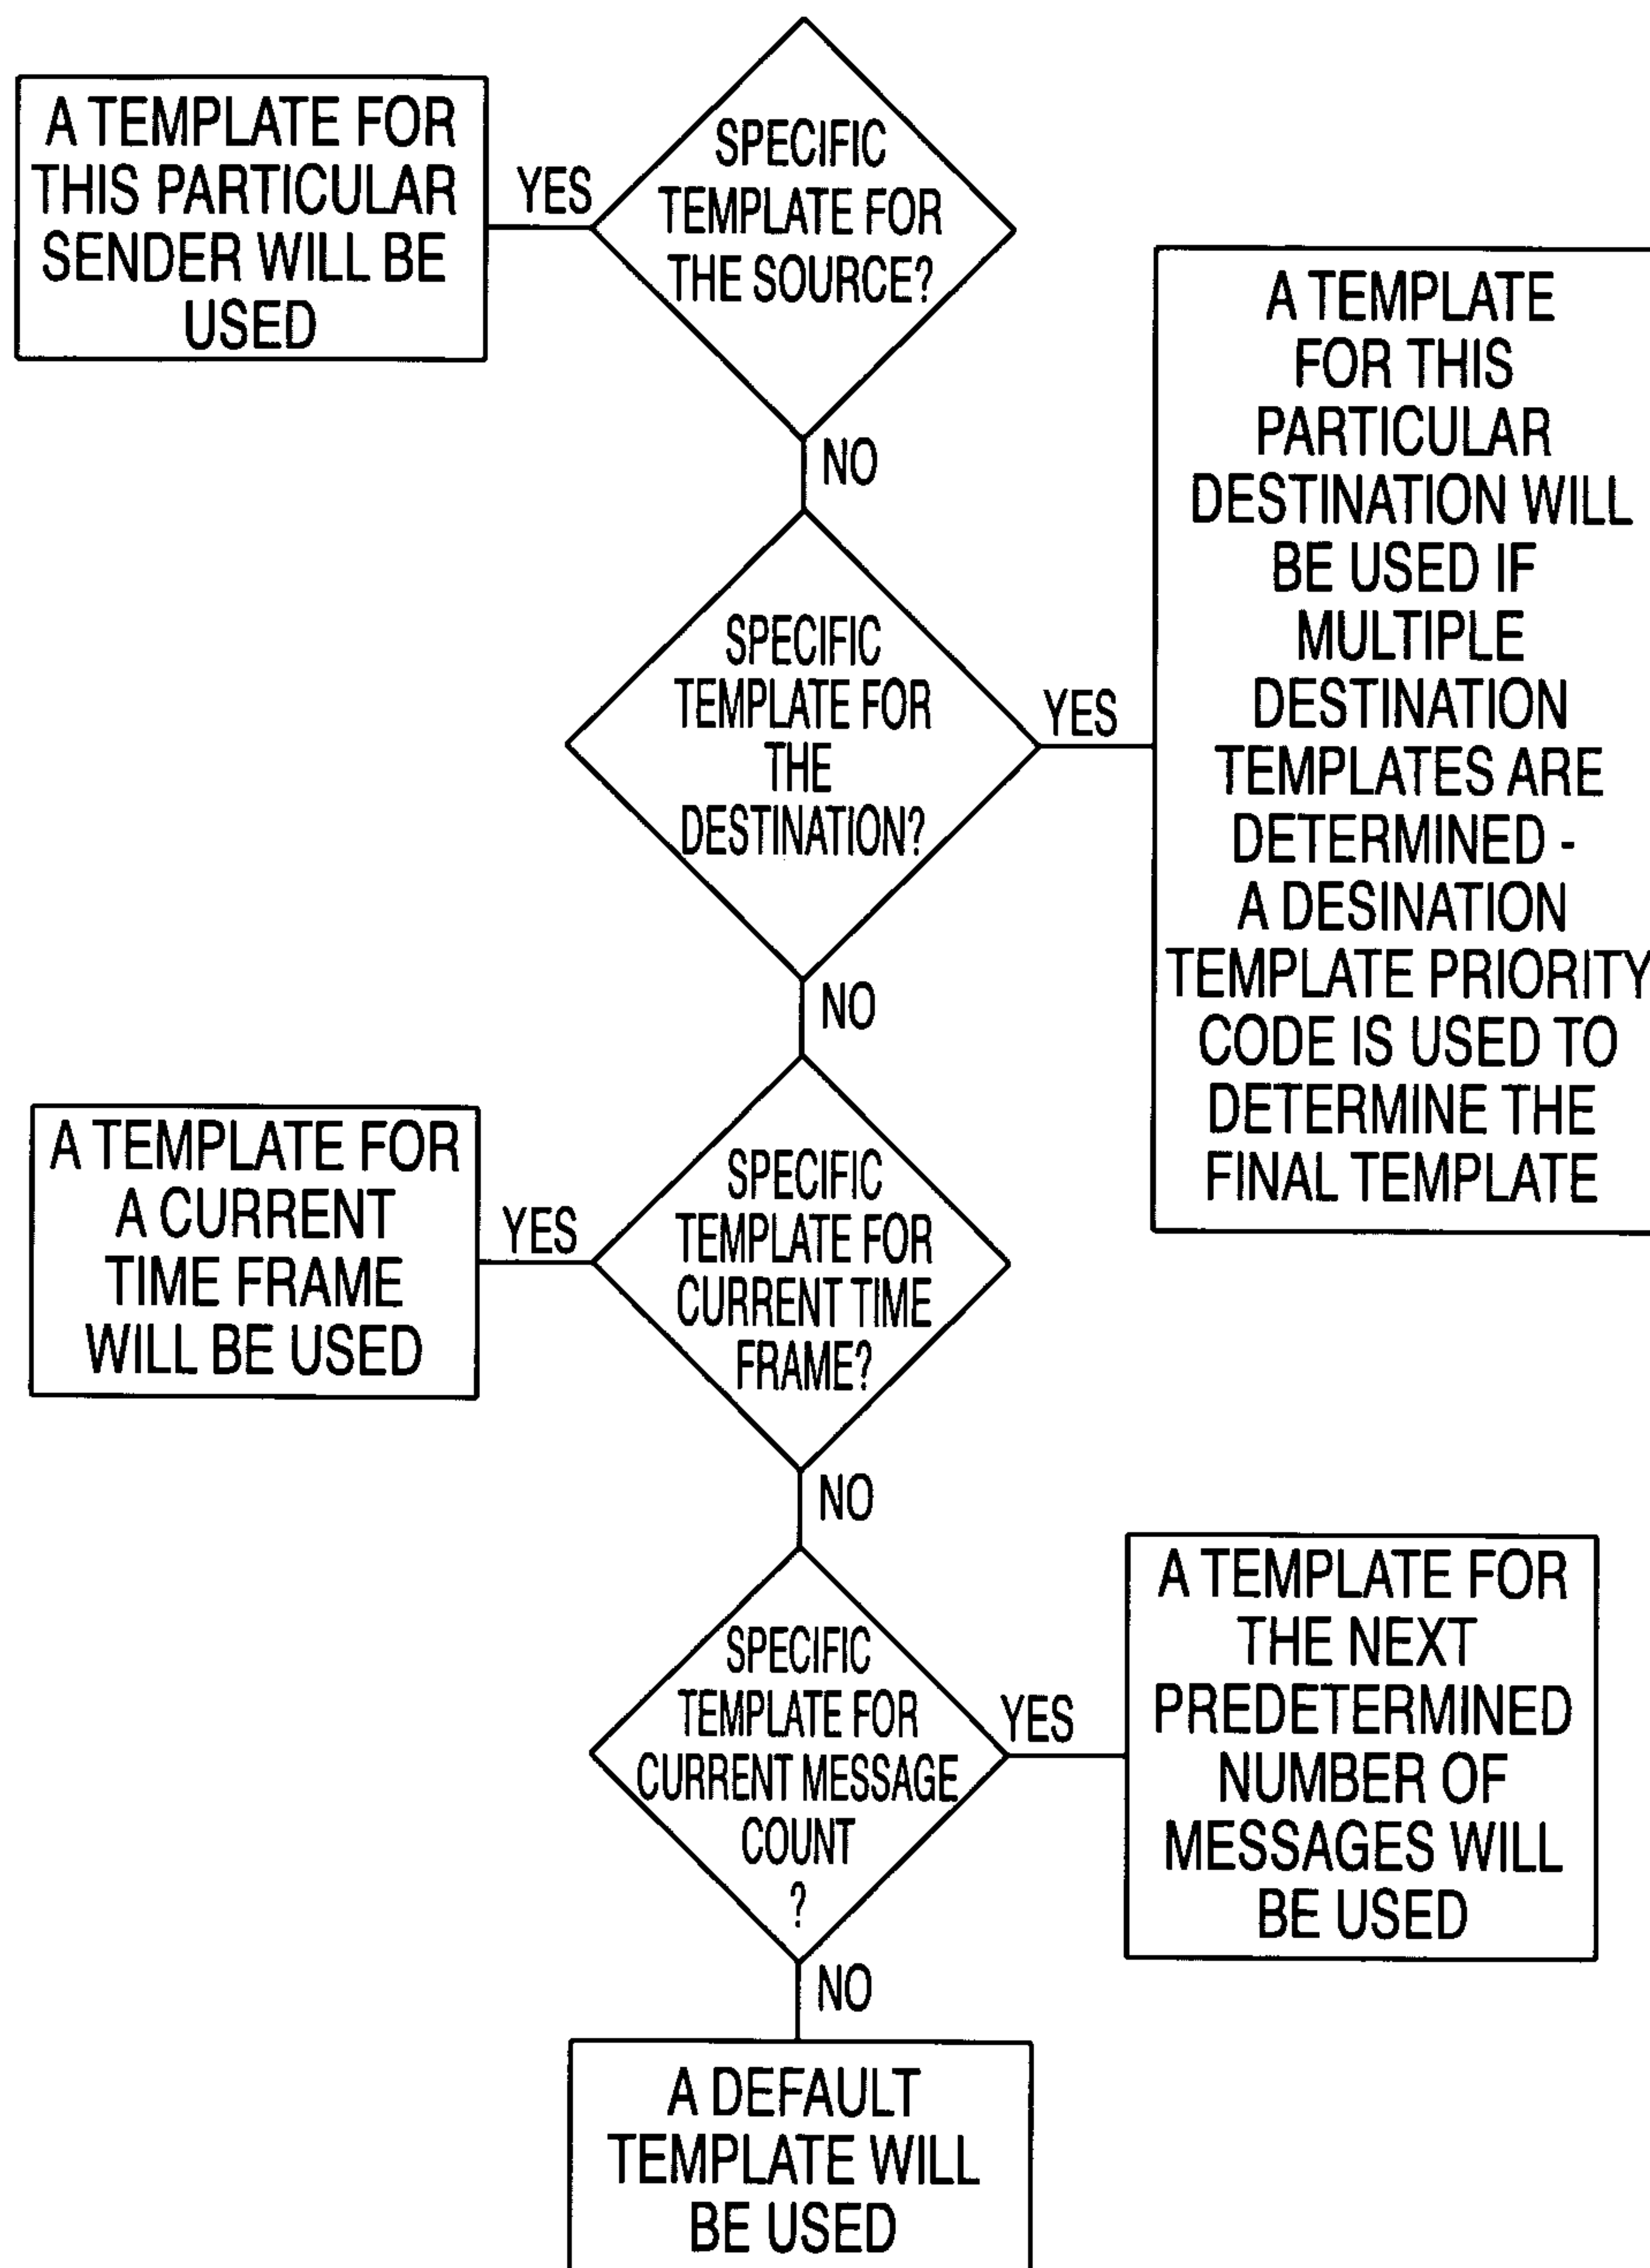 A TEMPLATE FOR
THIS PARTICULAR
SENDER WILL BE
USED
YES
SPECIFIC
TEMPLATE FOR
THE SOURCE?
NO
SPECIFIC
TEMPLATE FOR
THE
DESTINATION?
YES
A TEMPLATE
FOR THIS
PARTICULAR
DESTINATION WILL
BE USED IF
MULTIPLE
DESTINATION
TEMPLATES ARE
DETERMINED -
A DESINATION
TEMPLATE PRIORITY
CODE IS USED TO
DETERMINE THE
FINAL TEMPLATE
NO
A TEMPLATE FOR
A CURRENT
TIME FRAME
WILL BE USED
YES
SPECIFIC
TEMPLATE FOR
CURRENT TIME
FRAME?
NO
SPECIFIC
TEMPLATE FOR
CURRENT MESSAGE
COUNT
?
YES
A TEMPLATE FOR
THE NEXT
PREDETERMINED
NUMBER OF
MESSAGES WILL
BE USED
NO
A DEFAULT
TEMPLATE WILL
BE USED